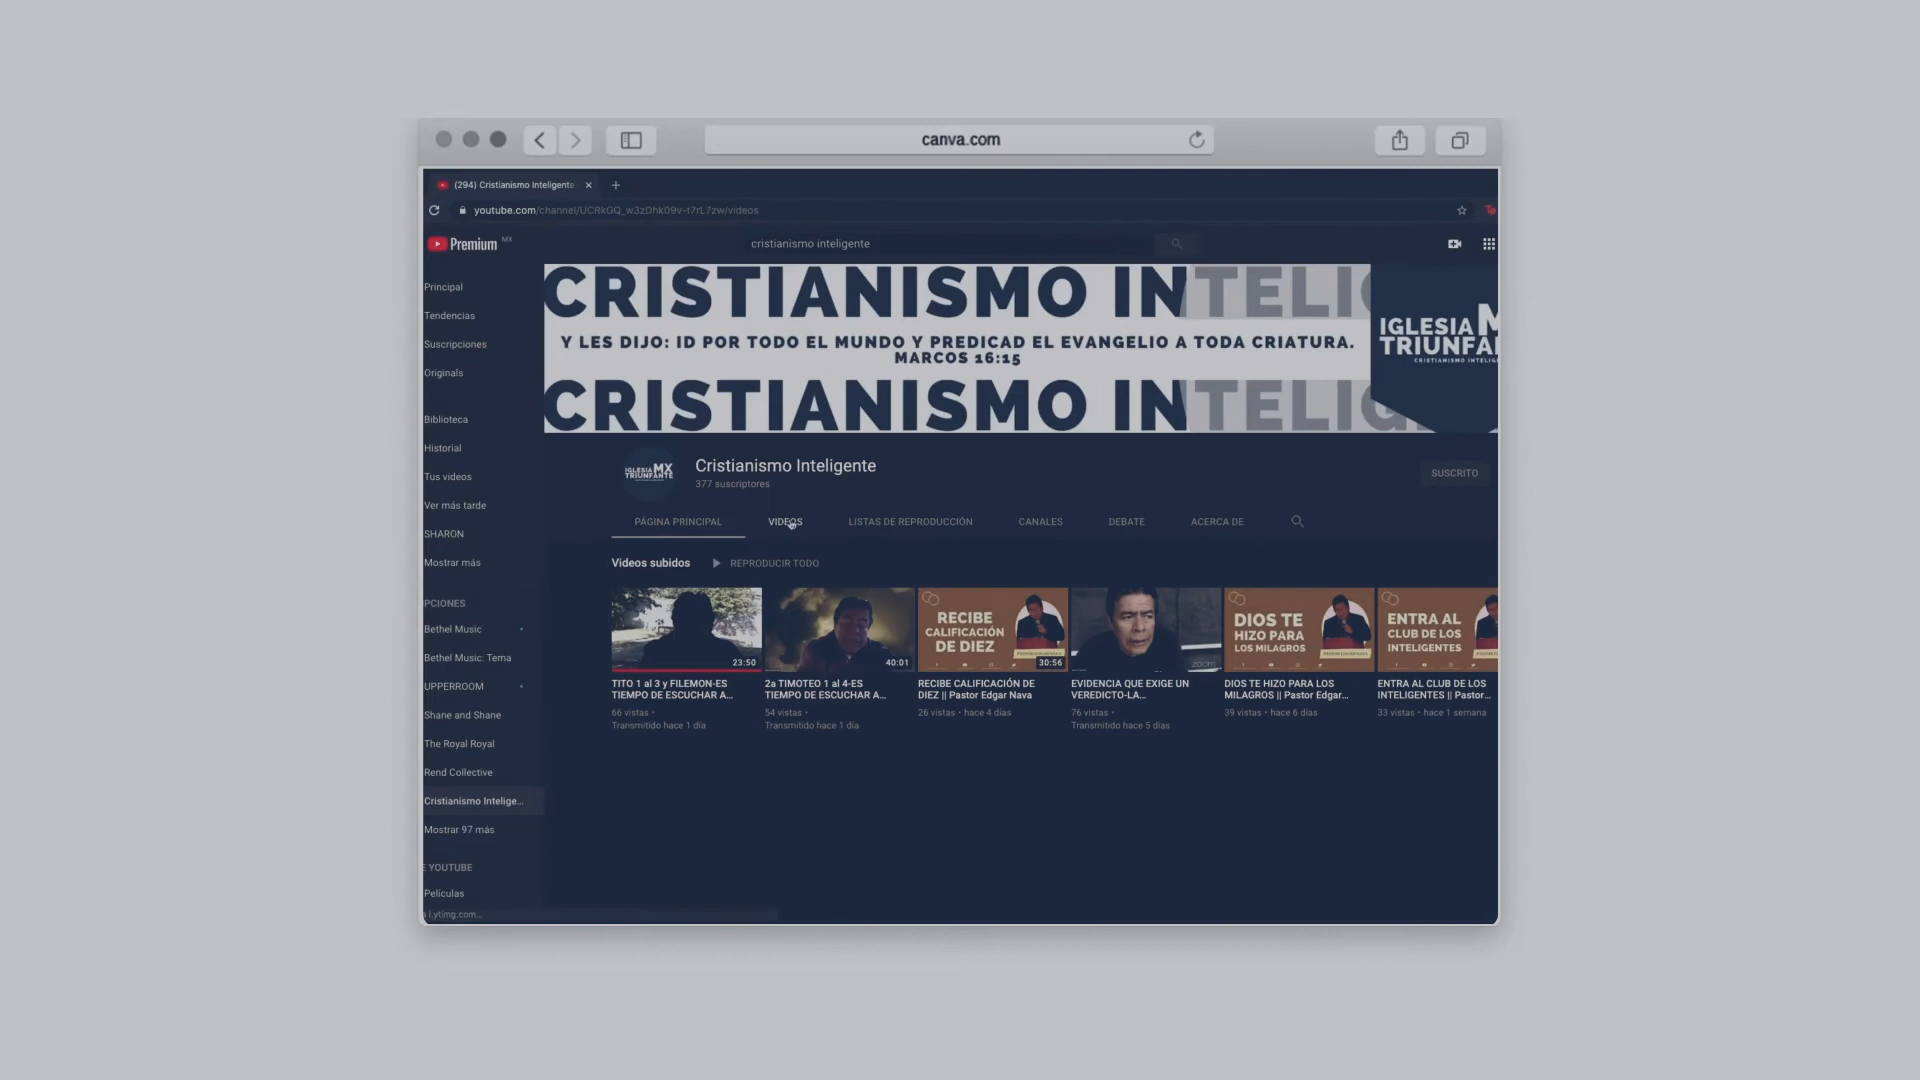 canva.com
(294) Cristianismo Inteligente
youtube.com/channel/UCRkGQ_w3zDhk09v-t7rL7zw/videos
Premium MX
cristianismo inteligente
Principal
Tendencias
Suscripciones
Originals
Biblioteca
Historial
Tus videos
Ver más tarde
SHARON
Mostrar más
PCIONES
Bethel Music
Bethel Music: Tema
UPPERROOM
Shane and Shane
The Royal Royal
Rend Collective
Cristianismo Intelige...
Mostrar 97 más
E YOUTUBE
Películas
a i.ytimg.com...
CRISTIANISMO INTELIG
Y LES DIJO: ID POR TODO EL MUNDO Y PREDICAD EL EVANGELIO A TODA CRIATURA.
MARCOS 16:15
CRISTIANISMO INTELIG
IGLESIA M
TRIUNFA
CRISTIANISMO INTELIG
IGLESIA MX
TRIUNFANTE
Cristianismo Inteligente
377 suscriptores
SUSCRITO
PÁGINA PRINCIPAL
VIDEOS
LISTAS DE REPRODUCCIÓN
CANALES
DEBATE
ACERCA DE
Videos subidos
REPRODUCIR TODO
23:50
TITO 1 al 3 y FILEMON-ES
TIEMPO DE ESCUCHAR A...
66 vistas •
Transmitido hace 1 día
40:01
2a TIMOTEO 1 al 4-ES
TIEMPO DE ESCUCHAR A...
54 vistas •
Transmitido hace 1 día
RECIBE
CALIFICACIÓN
DE DIEZ
30:56
RECIBE CALIFICACIÓN DE
DIEZ || Pastor Edgar Nava
26 vistas • hace 4 días
zoom
EVIDENCIA QUE EXIGE UN
VEREDICTO-LA...
76 vistas •
Transmitido hace 5 días
DIOS TE
HIZO PARA
LOS MILAGROS
DIOS TE HIZO PARA LOS
MILAGROS || Pastor Edgar...
39 vistas • hace 6 días
ENTRA AL
CLUB DE LOS
INTELIGENTES
ENTRA AL CLUB DE LOS
INTELIGENTES || Pastor...
33 vistas • hace 1 semana